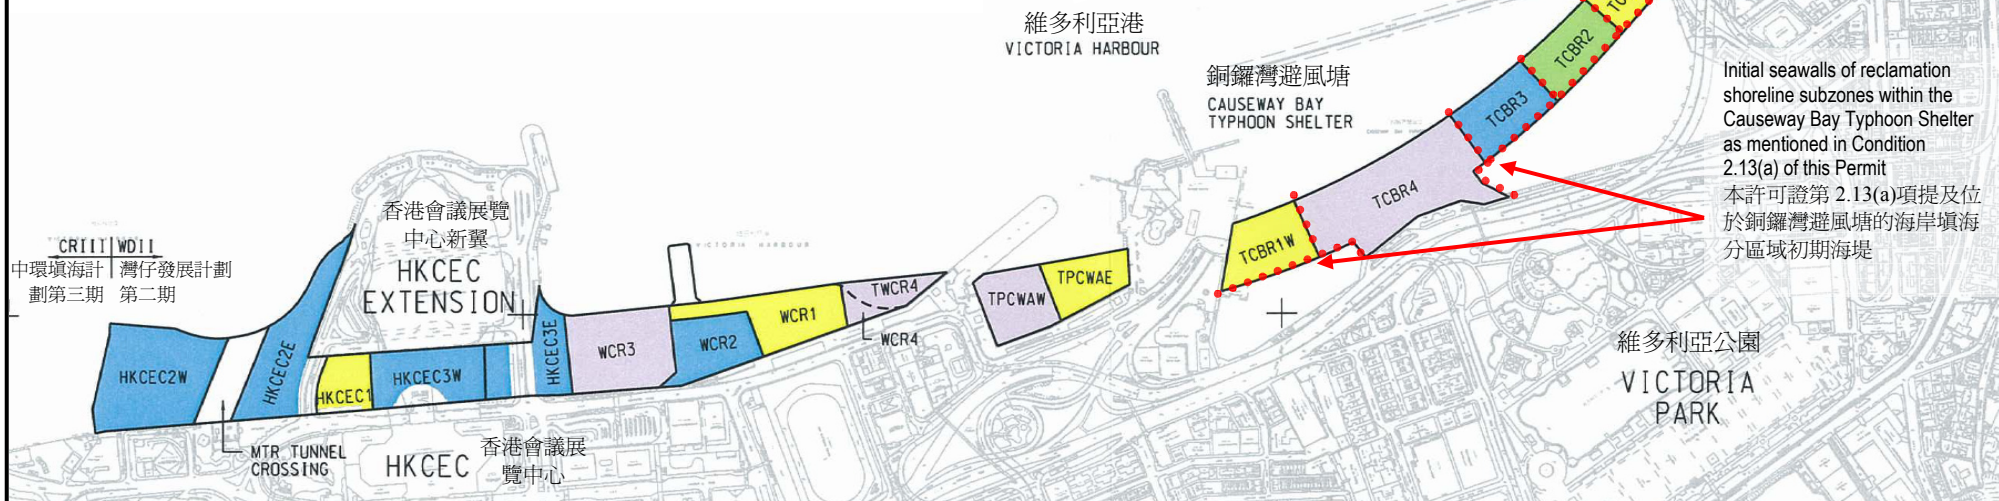 維多利亞港
VICTORIA HARBOUR
銅鑼灣避風塘
CAUSEWAY BAY
TYPHOON SHELTER
TCBR2
TCBR3
TCBR4
TCBR1W
Initial seawalls of reclamation
shoreline subzones within the
Causeway Bay Typhoon Shelter
as mentioned in Condition
2.13(a) of this Permit
本許可證第 2.13(a)項提及位
於銅鑼灣避風塘的海岸填海
分區域初期海堤
香港會議展覽
中心新翼
HKCEC
EXTENSION
VICTORIA HARBOUR
CRIII WDII
中環填海計
劃第三期
灣仔發展計劃
第二期
HKCEC2W
HKCEC2E
HKCEC1
HKCEC3W
HKCEC3E
WCR3
WCR2
WCR1
TWCR4
WCR4
TPCWAW
TPCWAE
MTR TUNNEL
CROSSING
HKCEC
香港會議展
覽中心
維多利亞公園
VICTORIA
PARK